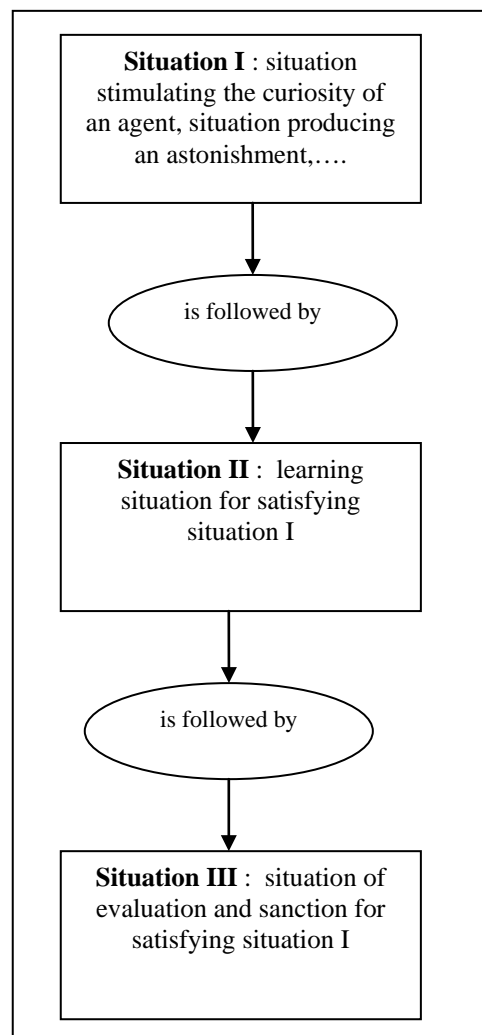 Situation I : situation
stimulating the curiosity of
an agent, situation producing
an astonishment,….
is followed by
Situation II :  learning
situation for satisfying
situation I
is followed by
Situation III :  situation of
evaluation and sanction for
satisfying situation I